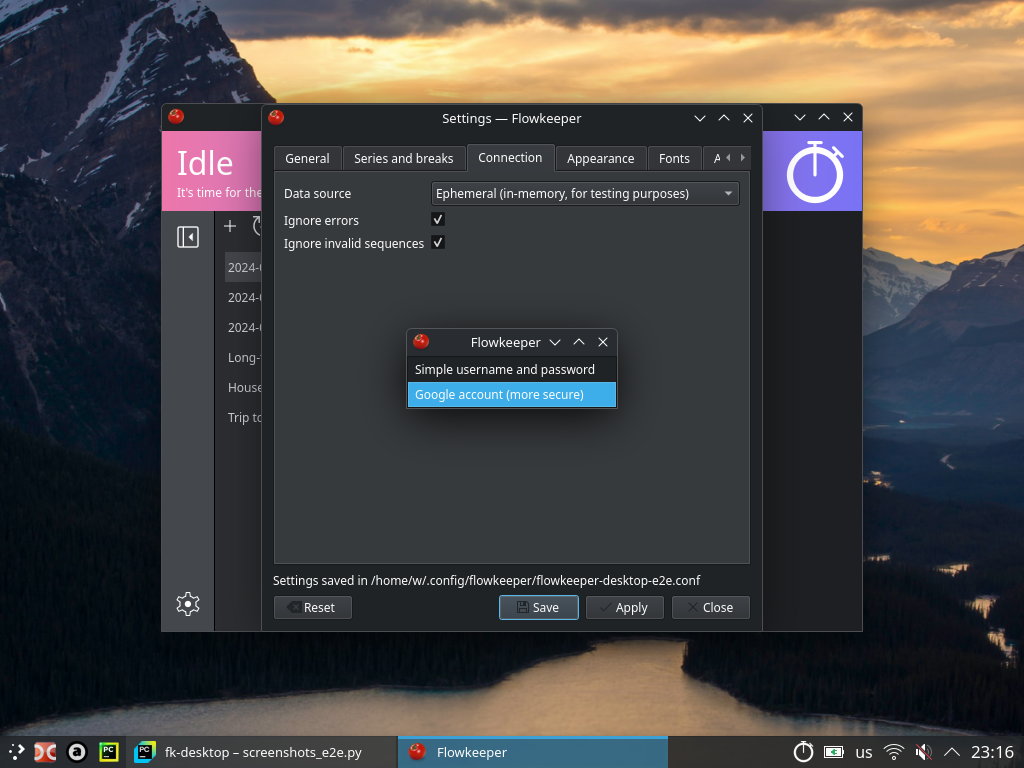 Settings — Flowkeeper
Idle
It's time for the
General
Series and breaks
Connection
Appearance
Fonts
Data source
Ephemeral (in-memory, for testing purposes)
Ignore errors
Ignore invalid sequences
2024-
2024-
2024-
Long-
House
Trip to
Flowkeeper
Simple username and password
Google account (more secure)
Settings saved in /home/w/.config/flowkeeper/flowkeeper-desktop-e2e.conf
Reset
Save
Apply
Close
PC
PC
fk-desktop – screenshots_e2e.py
Flowkeeper
us
23:16